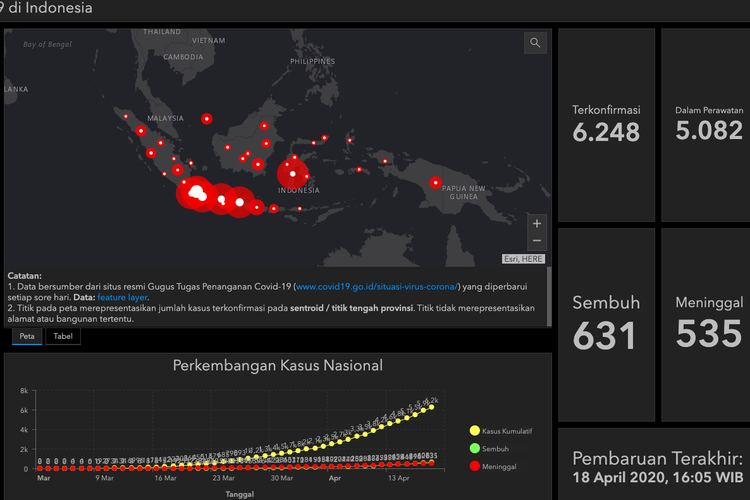 9 di Indonesia
THAILAND
VIETNAM
Bay of Bengal
CAMBODIA
PHILIPPINES
LANKA
MALAYSIA
INDONESIA
PAPUA NEW
GUINEA
+
−
Esri, HERE
Catatan:
1. Data bersumber dari situs resmi Gugus Tugas Penanganan Covid-19 (www.covid19.go.id/situasi-virus-corona/) yang diperbarui
setiap sore hari. Data: feature layer.
2. Titik pada peta merepresentasikan jumlah kasus terkonfirmasi pada sentroid / titik tengah provinsi. Titik tidak merepresentasikan
alamat atau bangunan tertentu.
Peta
Tabel
Terkonfirmasi
6.248
Dalam Perawatan
5.082
Sembuh
631
Meninggal
535
Perkembangan Kasus Nasional
8k
6k
4k
2k
0
Mar
9 Mar
16 Mar
23 Mar
30 Mar
Apr
13 Apr
Tanggal
Kasus Kumulatif
Sembuh
Meninggal
Pembaruan Terakhir:
18 April 2020, 16:05 WIB